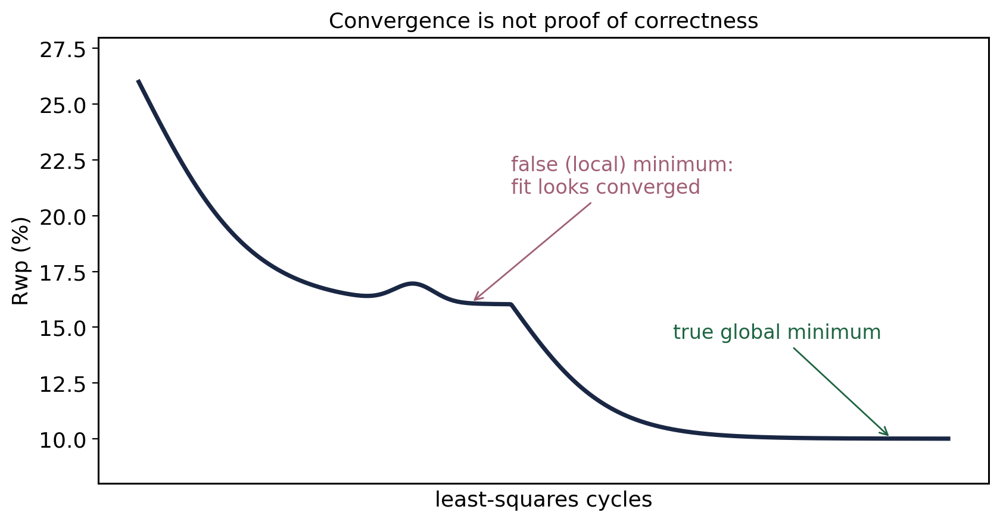 Convergence is not proof of correctness
27.5
25.0
22.5
20.0
17.5
15.0
12.5
10.0
Rwp (%)
false (local) minimum:
fit looks converged
true global minimum
least-squares cycles